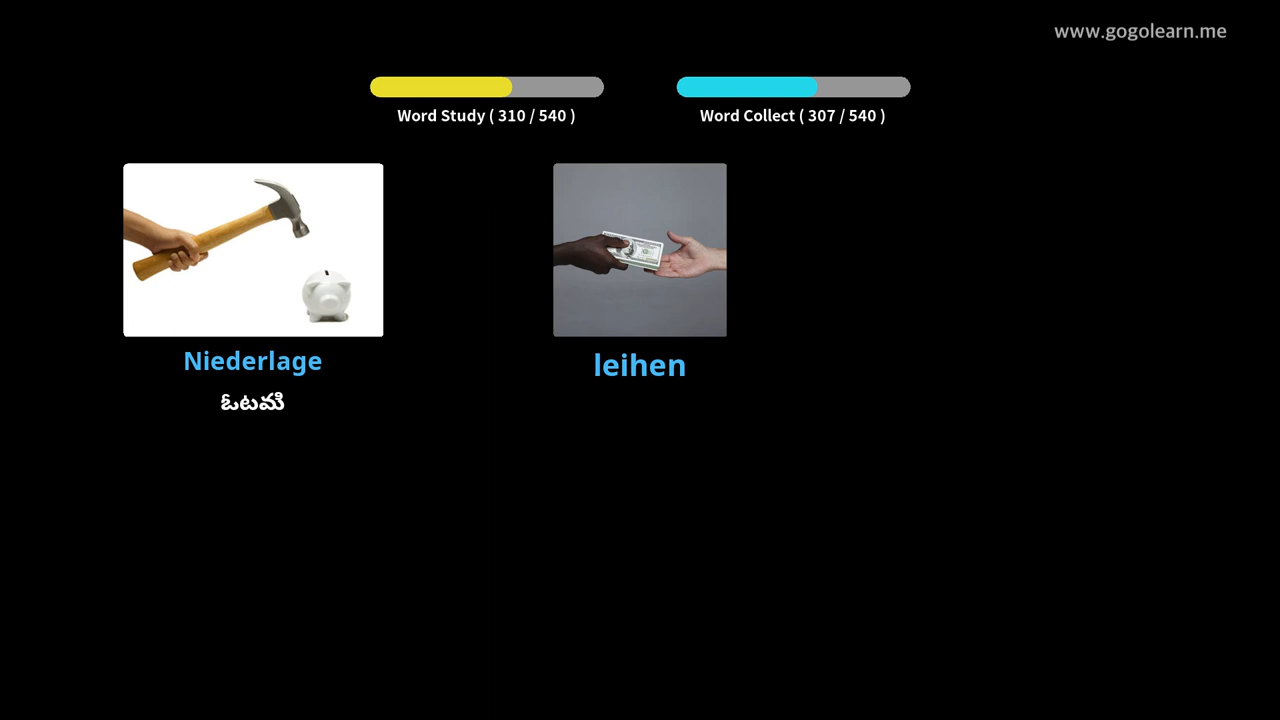 www.gogolearn.me
Word Study ( 310 / 540 )
Word Collect ( 307 / 540 )
Niederlage
ఓటమి
leihen